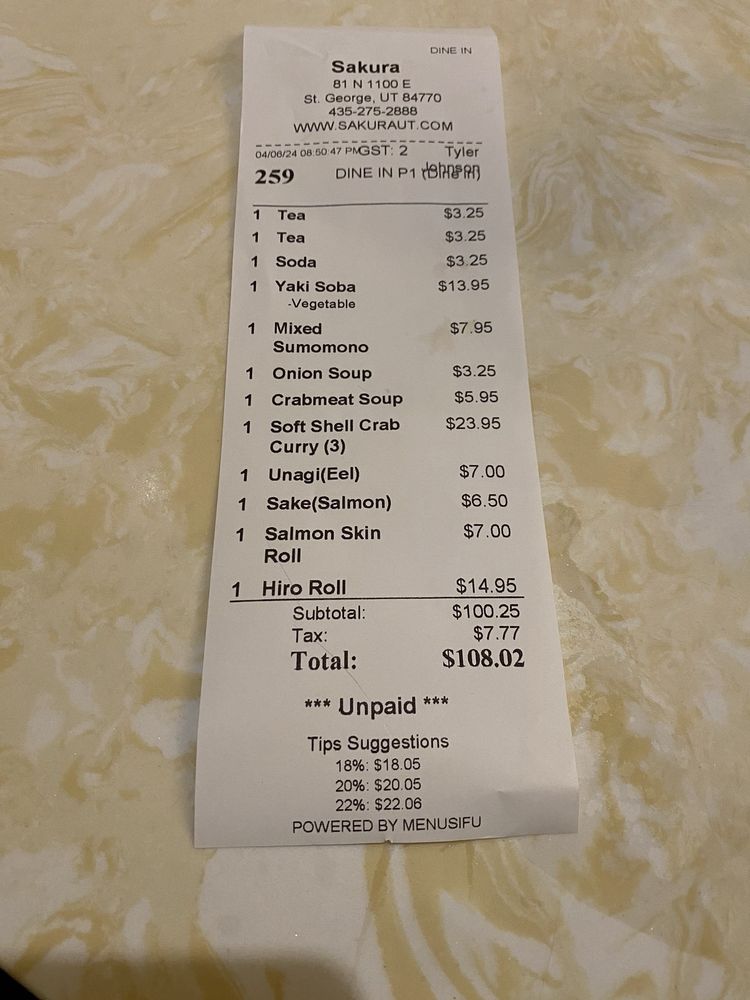 DINE IN
Sakura
81 N 1100 E
St. George, UT 84770
435-275-2888
WWW.SAKURAUT.COM
04/06/24 08:50:47 PM GST: 2 Tyler
Johnson
259 DINE IN P1 (Dine In)
1 Tea $3.25
1 Tea $3.25
1 Soda $3.25
1 Yaki Soba $13.95
-Vegetable
1 Mixed $7.95
Sumomono
1 Onion Soup $3.25
1 Crabmeat Soup $5.95
1 Soft Shell Crab $23.95
Curry (3)
1 Unagi(Eel) $7.00
1 Sake(Salmon) $6.50
1 Salmon Skin $7.00
Roll
1 Hiro Roll $14.95
Subtotal: $100.25
Tax: $7.77
Total: $108.02
*** Unpaid ***
Tips Suggestions
18%: $18.05
20%: $20.05
22%: $22.06
POWERED BY MENUSIFU